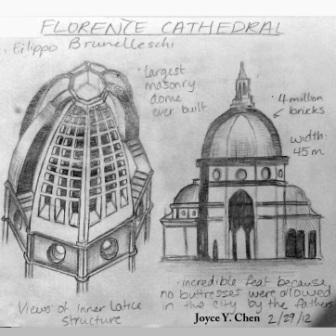 FLORENCE CATHEDRAL
. Filippo Brunelleschi
· largest
masonry
dome
ever built
· 4 million
bricks
width
45 m
Views of inner latice
structure
· incredible feat because
no buttresses were allowed
in the city by the fathers
Joyce Y. Chen 2/29/12